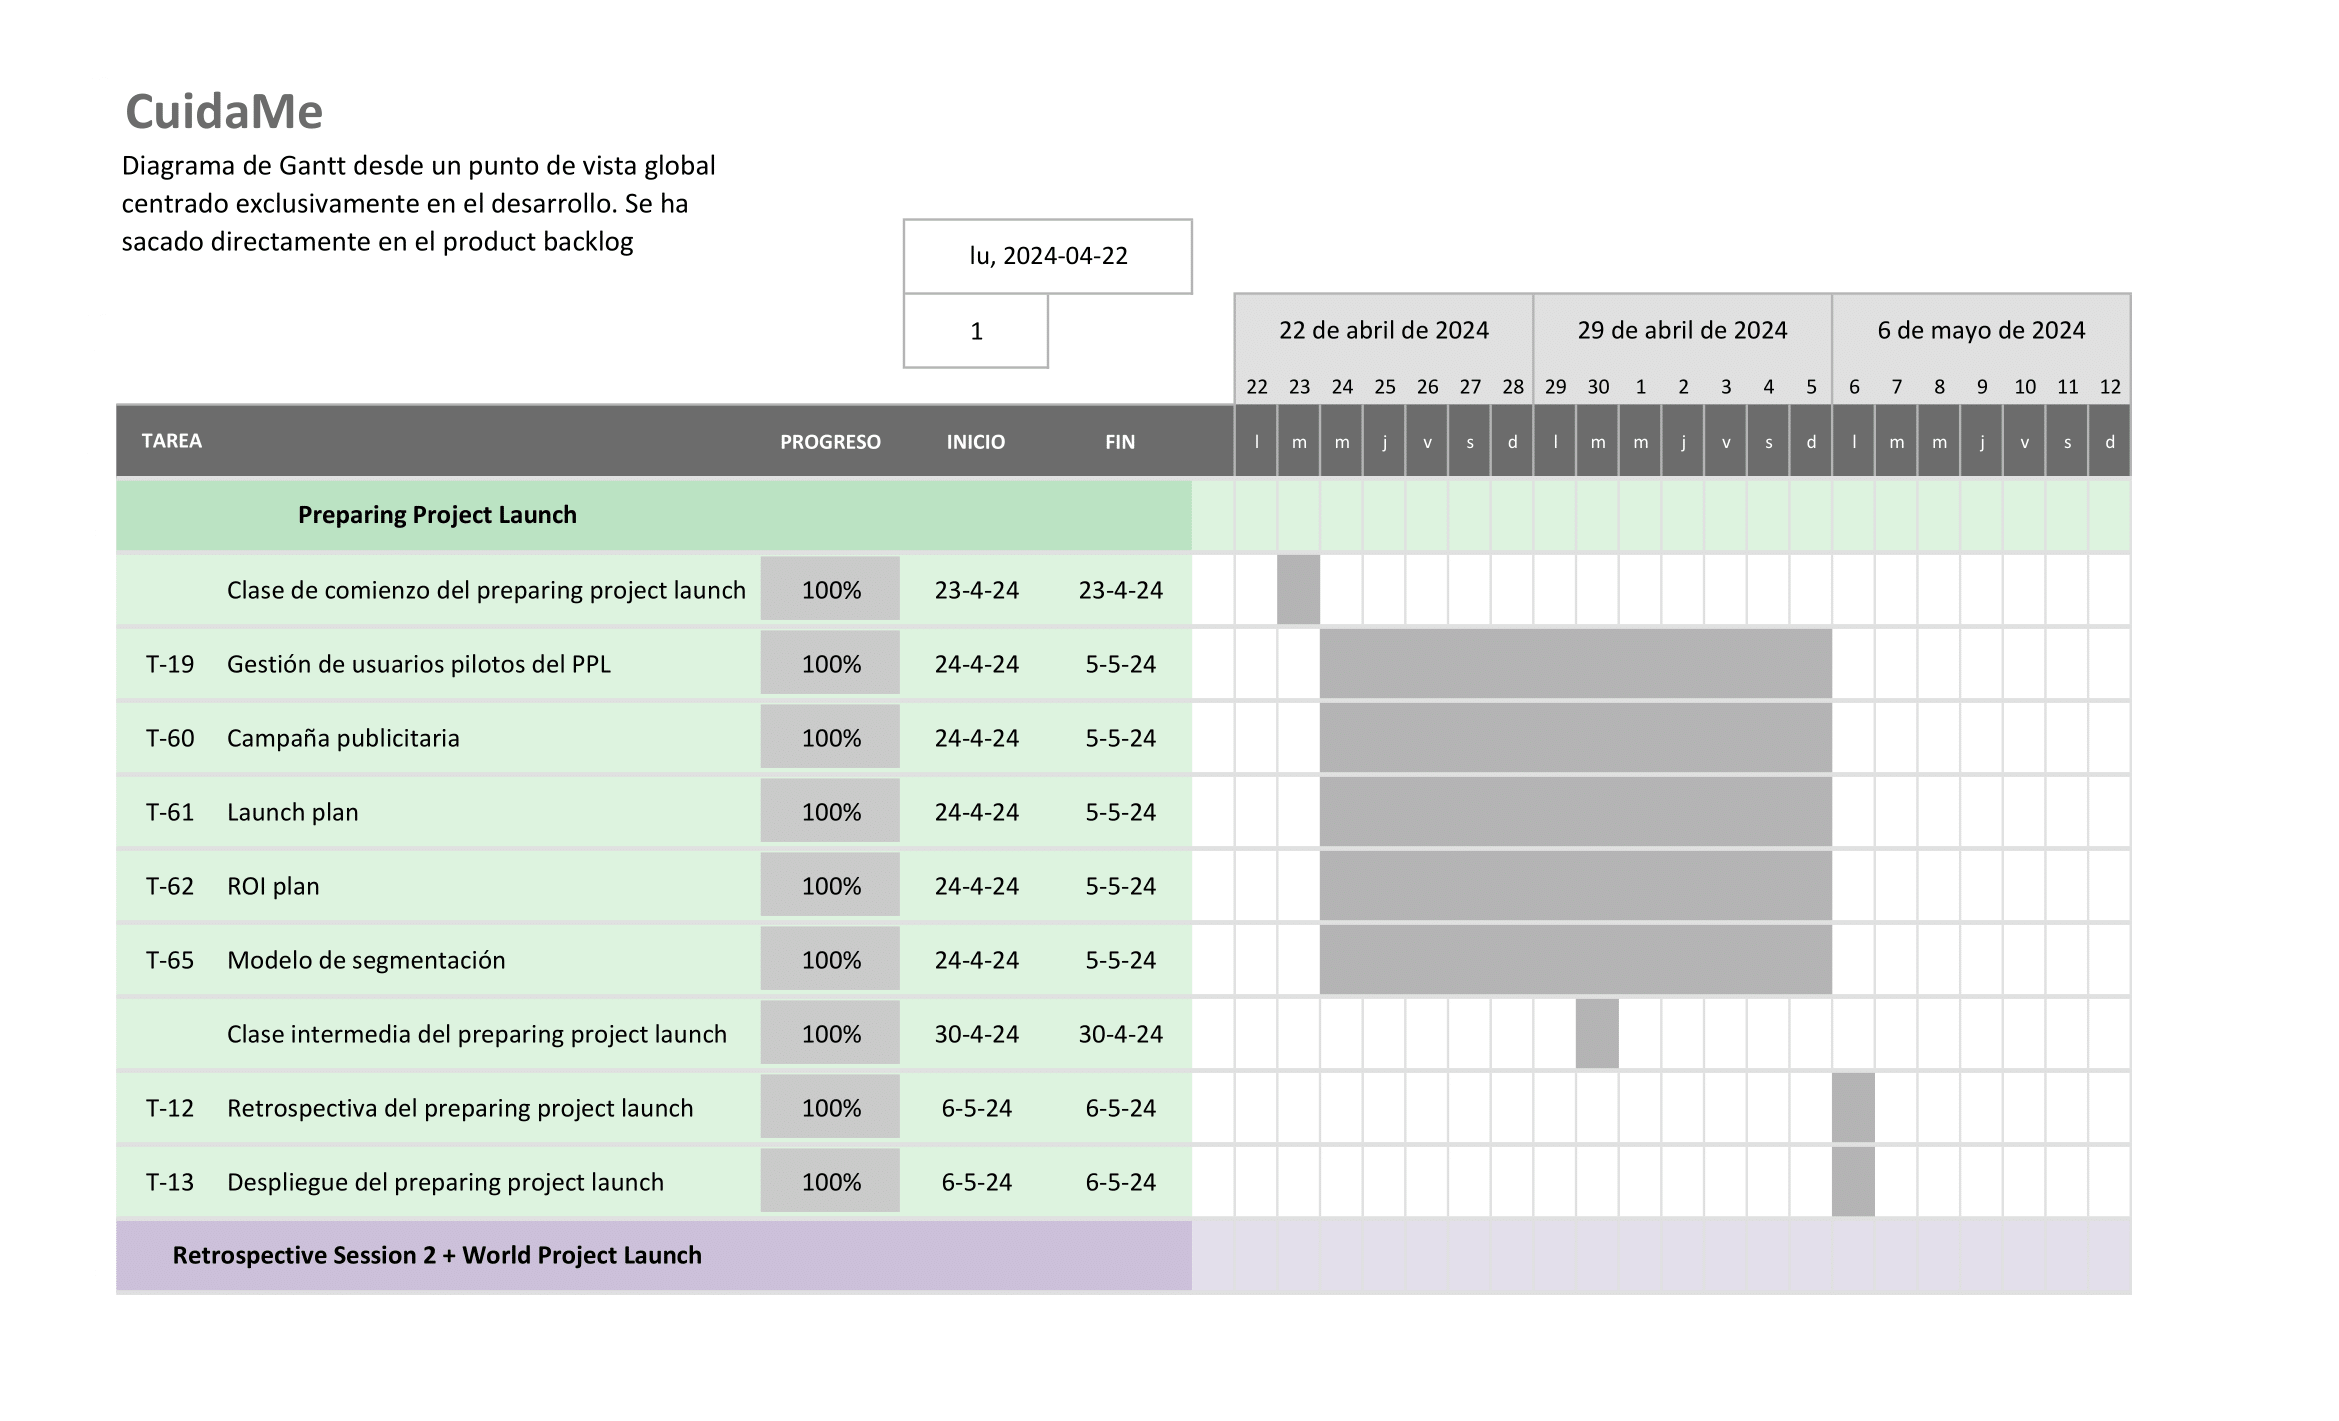 CuidaMe
Diagrama de Gantt desde un punto de vista global
centrado exclusivamente en el desarrollo. Se ha
sacado directamente en el product backlog
lu, 2024-04-22
1
22 de abril de 2024 29 de abril de 2024 6 de mayo de 2024
22 23 24 25 26 27 28 29 30 1 2 3 4 5 6 7 8 9 10 11 12
TAREA PROGRESO INICIO FIN l m m j v s d l m m j v s d l m m j v s d
Preparing Project Launch
Clase de comienzo del preparing project launch 100% 23-4-24 23-4-24
T-19 Gestión de usuarios pilotos del PPL 100% 24-4-24 5-5-24
T-60 Campaña publicitaria 100% 24-4-24 5-5-24
T-61 Launch plan 100% 24-4-24 5-5-24
T-62 ROI plan 100% 24-4-24 5-5-24
T-65 Modelo de segmentación 100% 24-4-24 5-5-24
Clase intermedia del preparing project launch 100% 30-4-24 30-4-24
T-12 Retrospectiva del preparing project launch 100% 6-5-24 6-5-24
T-13 Despliegue del preparing project launch 100% 6-5-24 6-5-24
Retrospective Session 2 + World Project Launch